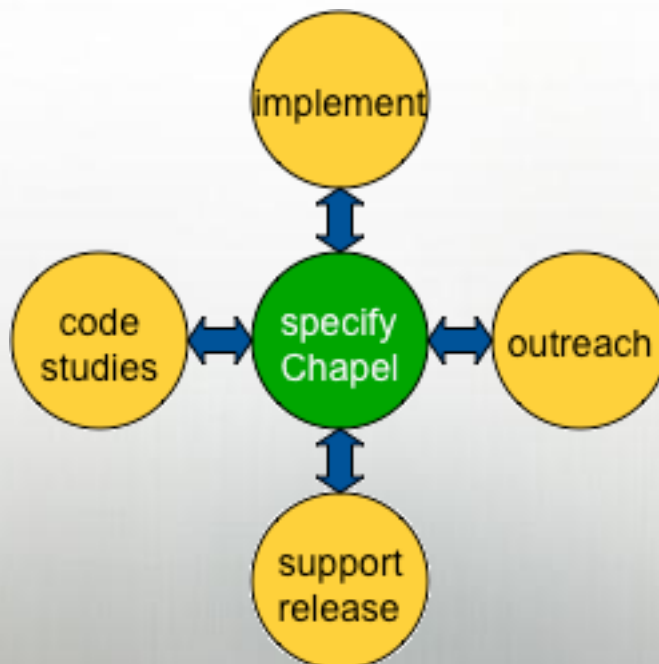 implement
code
studies
specify
Chapel
outreach
support
release